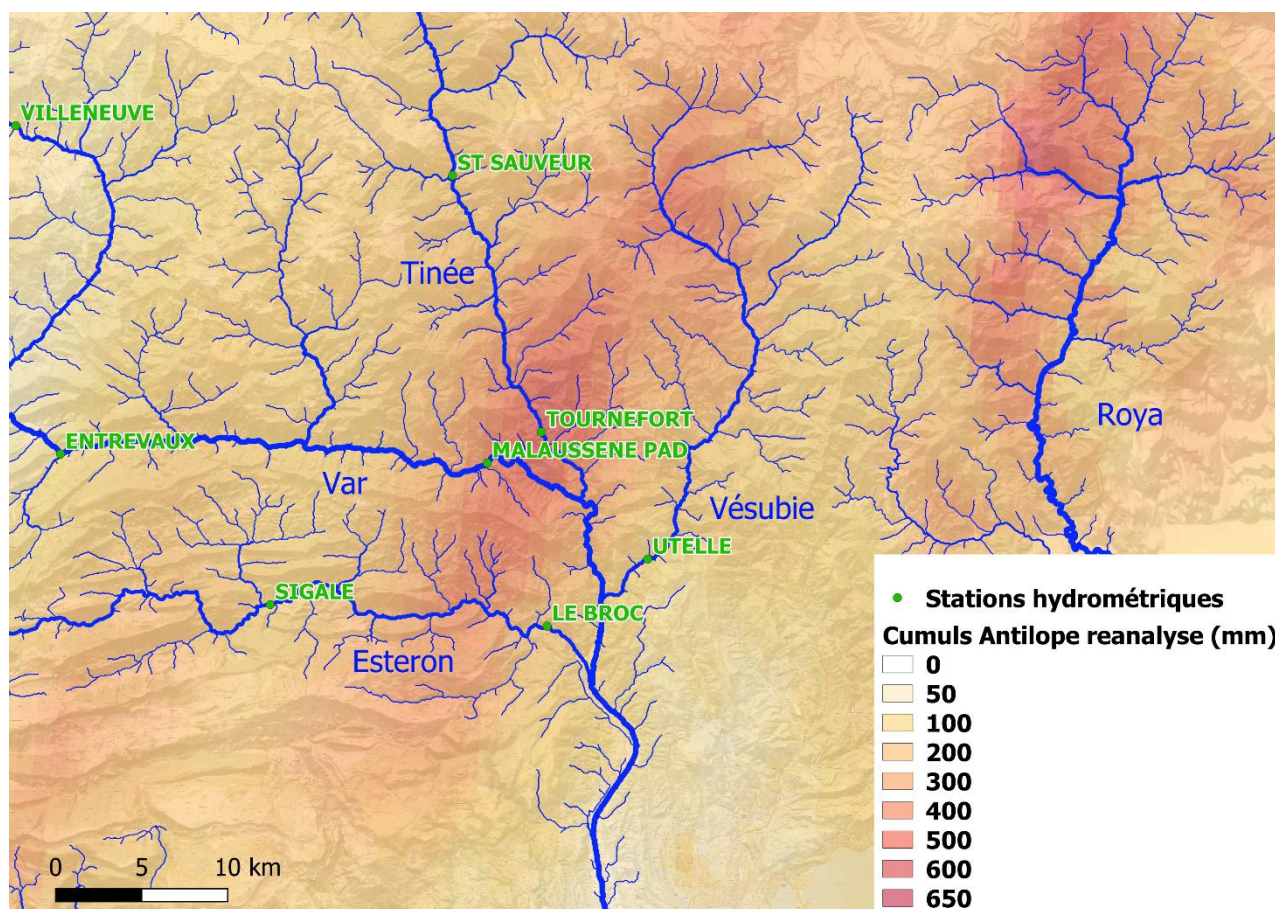 VILLENEUVE
ST SAUVEUR
Tinée
TOURNEFORT
Roya
ENTREVAUX
MALAUSSENE PAD
Var
Vésubie
UTELLE
SIGALE
LE BROC
Esteron
Stations hydrométriques
Cumuls Antilope reanalyse (mm)
0
50
100
200
300
400
500
600
650
0 5 10 km